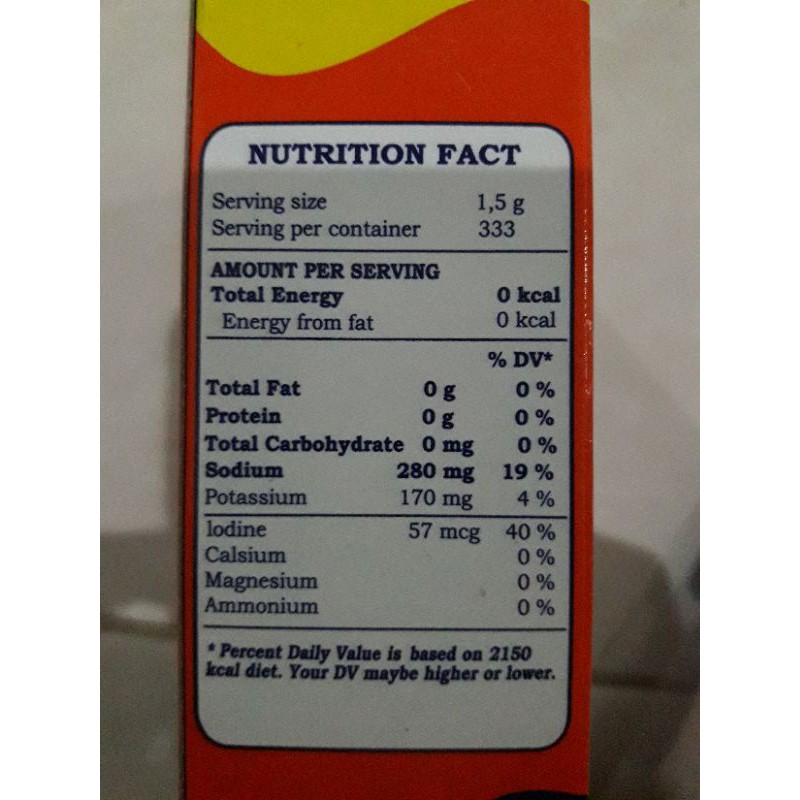 NUTRITION FACT
Serving size 1,5 g
Serving per container 333
AMOUNT PER SERVING
Total Energy 0 kcal
Energy from fat 0 kcal
% DV*
Total Fat 0 g 0 %
Protein 0 g 0 %
Total Carbohydrate 0 mg 0 %
Sodium 280 mg 19 %
Potassium 170 mg 4 %
Iodine 57 mcg 40 %
Calsium 0 %
Magnesium 0 %
Ammonium 0 %
* Percent Daily Value is based on 2150
kcal diet. Your DV maybe higher or lower.